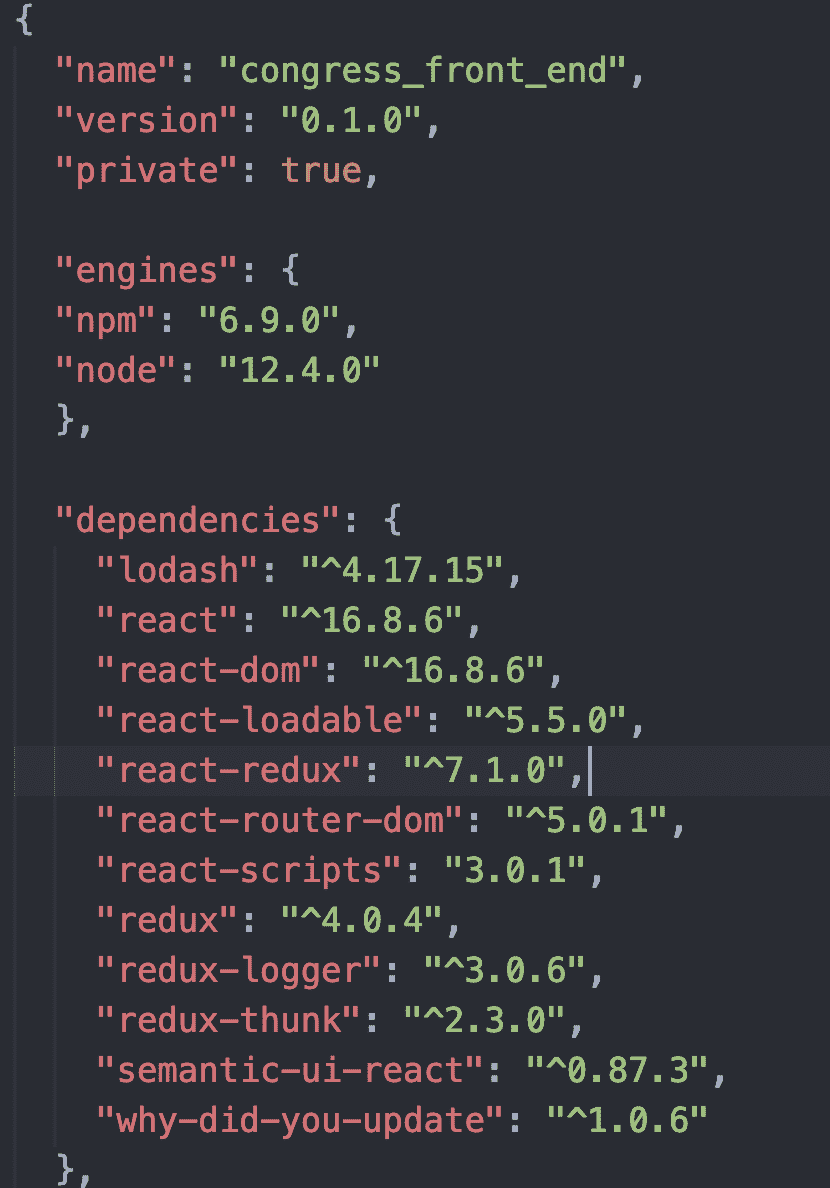 {
"name": "congress_front_end",
"version": "0.1.0",
"private": true,
"engines": {
"npm": "6.9.0",
"node": "12.4.0"
},
"dependencies": {
"lodash": "^4.17.15",
"react": "^16.8.6",
"react-dom": "^16.8.6",
"react-loadable": "^5.5.0",
"react-redux": "^7.1.0",
"react-router-dom": "^5.0.1",
"react-scripts": "3.0.1",
"redux": "^4.0.4",
"redux-logger": "^3.0.6",
"redux-thunk": "^2.3.0",
"semantic-ui-react": "^0.87.3",
"why-did-you-update": "^1.0.6"
},